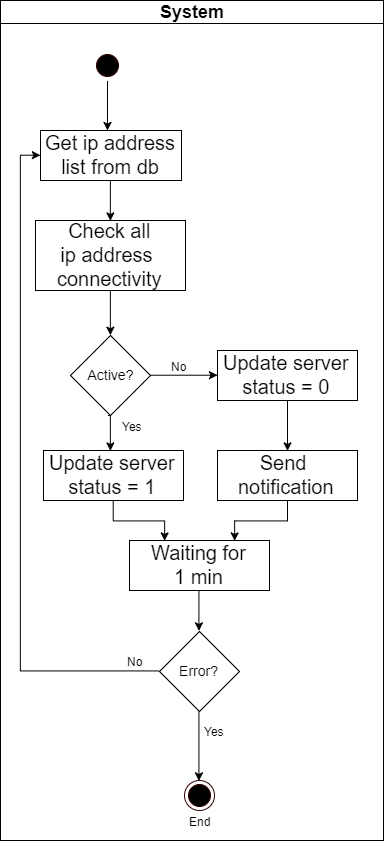 System
Get ip address
list from db
Check all
ip address
connectivity
Active?
No
Update server
status = 0
Yes
Update server
status = 1
Send
notification
Waiting for
1 min
No
Error?
Yes
End